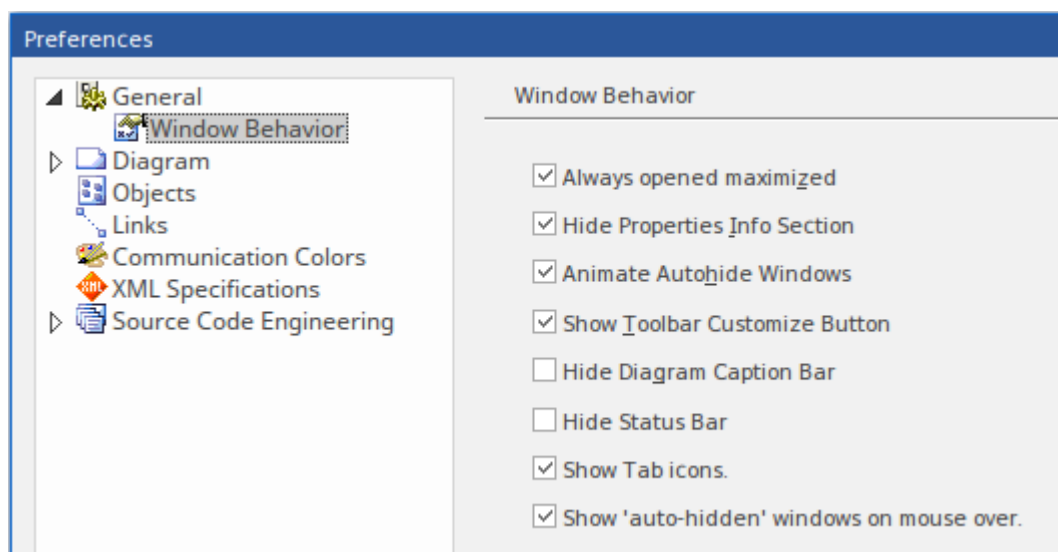 Preferences
General
Window Behavior
Diagram
Objects
Links
Communication Colors
XML Specifications
Source Code Engineering
Window Behavior
Always opened maximized
Hide Properties Info Section
Animate Autohide Windows
Show Toolbar Customize Button
Hide Diagram Caption Bar
Hide Status Bar
Show Tab icons.
Show 'auto-hidden' windows on mouse over.